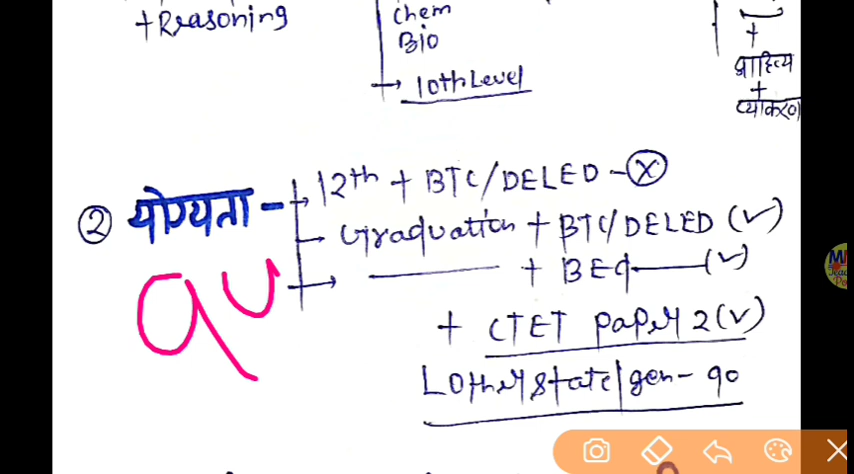 +Reasoning
Chem
Bio
→ 10th Level
+
साहित्य
+
व्याकरण
② योग्यता -
→ 12th + BTC/DELED - ⓧ
→ Graduation + BTC/DELED (✓)
→ ——— + BEd —— (✓)
+ CTET Paper 2 (✓)
Other state/gen - 90
90